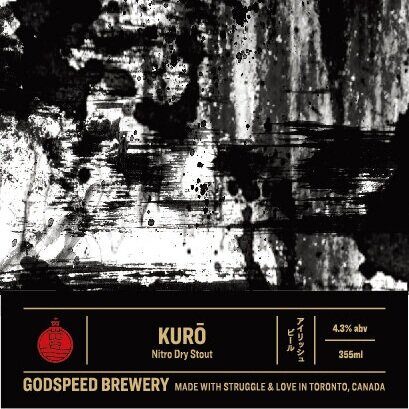 KURŌ
Nitro Dry Stout
アイリッシュ
ビール
4.3% abv
355ml
GODSPEED BREWERY MADE WITH STRUGGLE & LOVE IN TORONTO, CANADA